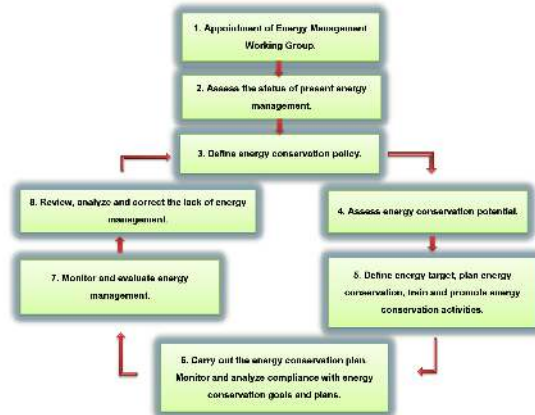 1. Appointment of Energy Management
Working Group.
2. Assess the status of present energy
management.
3. Define energy conservation policy.
8. Review, analyze and correct the lack of energy
management.
4. Assess energy conservation potential.
7. Monitor and evaluate energy
management.
5. Define energy target, plan energy
conservation, train and promote energy
conservation activities.
6. Carry out the energy conservation plan.
Monitor and analyze compliance with energy
conservation goals and plans.